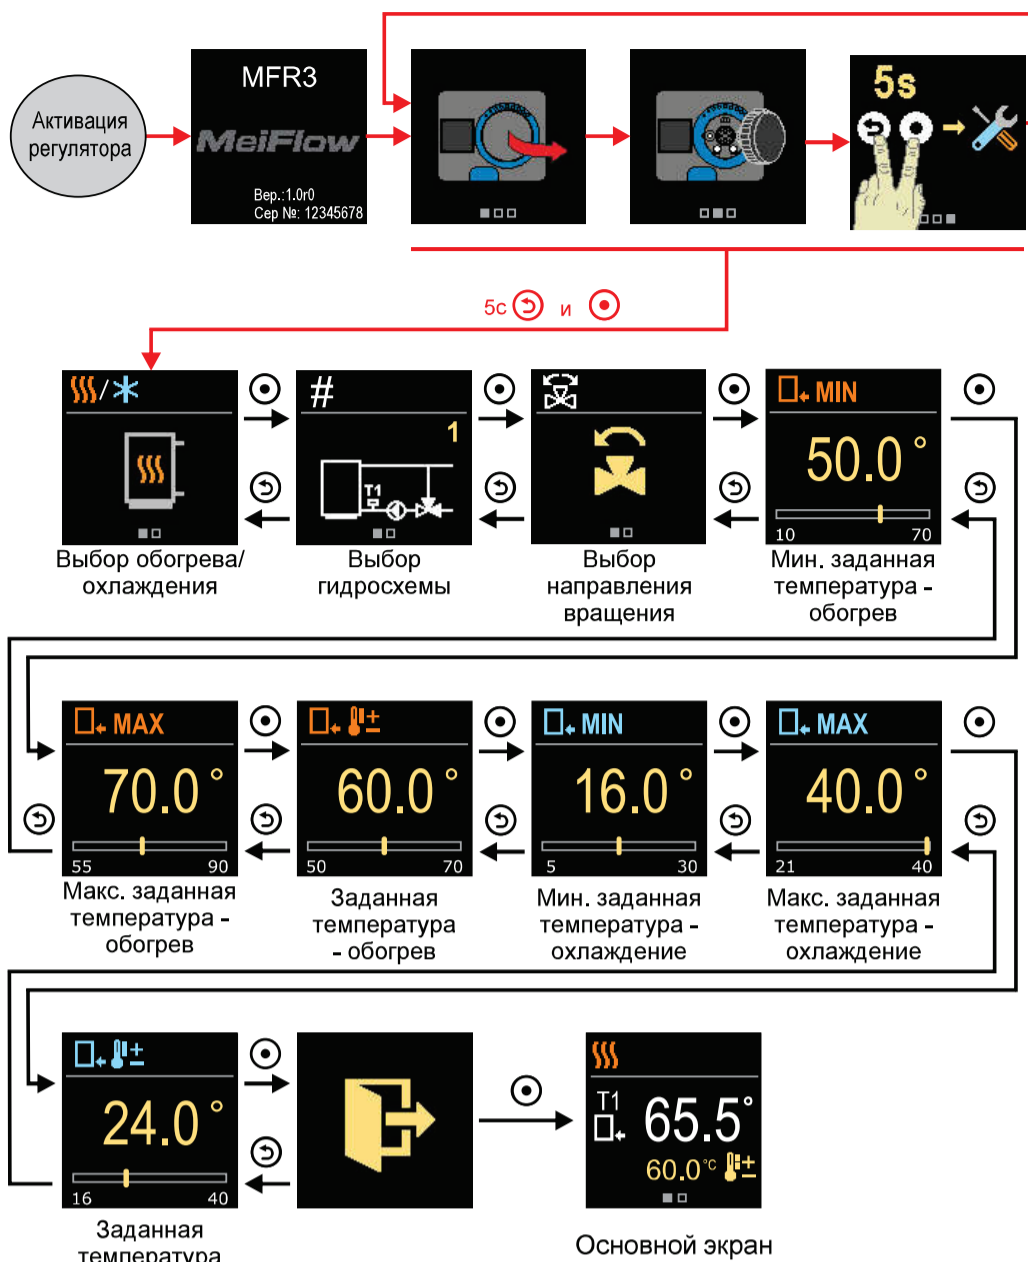 Активация
регулятора
MFR3
MeiFlow
Вер.:1.0r0
Сер №: 12345678
5s
5с и
/
#
1
T1
MIN
50.0°
10 70
Выбор обогрева/
охлаждения
Выбор
гидросхемы
Выбор
направления
вращения
Мин. заданная
температура -
обогрев
MAX
70.0°
55 90
60.0°
50 70
MIN
16.0°
5 30
MAX
40.0°
21 40
Макс. заданная
температура -
обогрев
Заданная
температура
- обогрев
Мин. заданная
температура -
охлаждение
Макс. заданная
температура -
охлаждение
24.0°
16 40
T1
65.5°
60.0°C
Заданная
температура
Основной экран